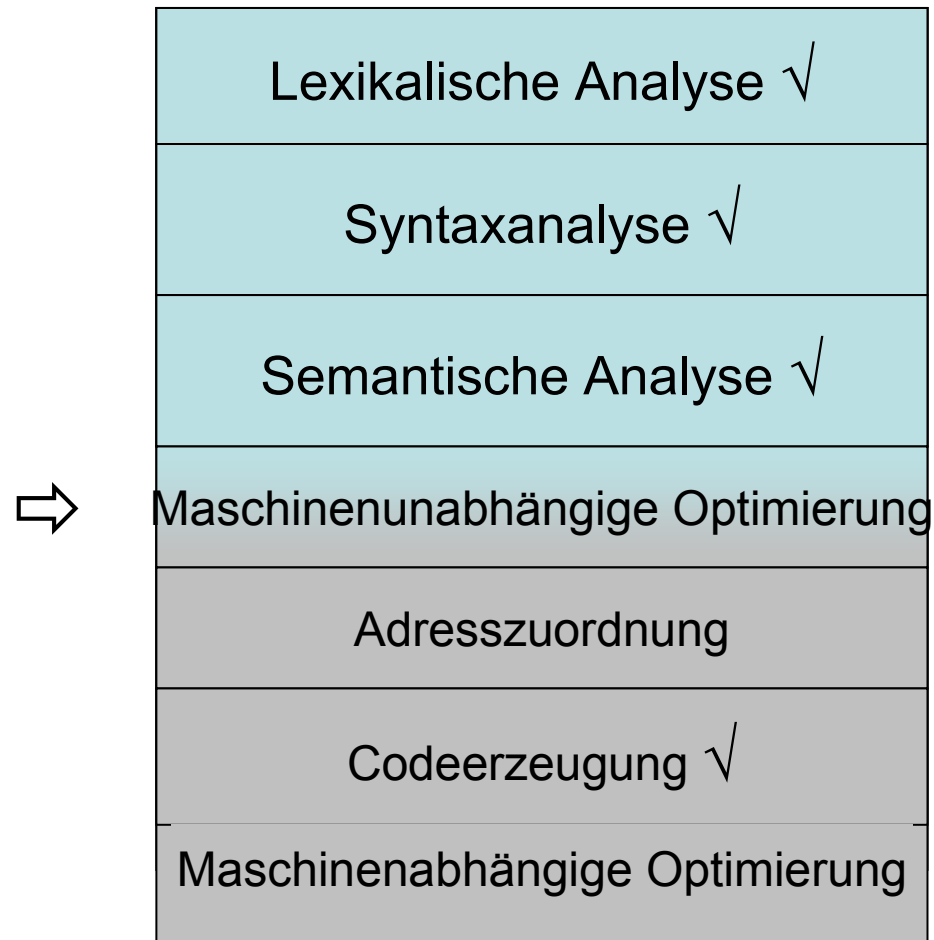 Lexikalische Analyse √
Syntaxanalyse √
Semantische Analyse √
⇨ Maschinenunabhängige Optimierung
Adresszuordnung
Codeerzeugung √
Maschinenabhängige Optimierung